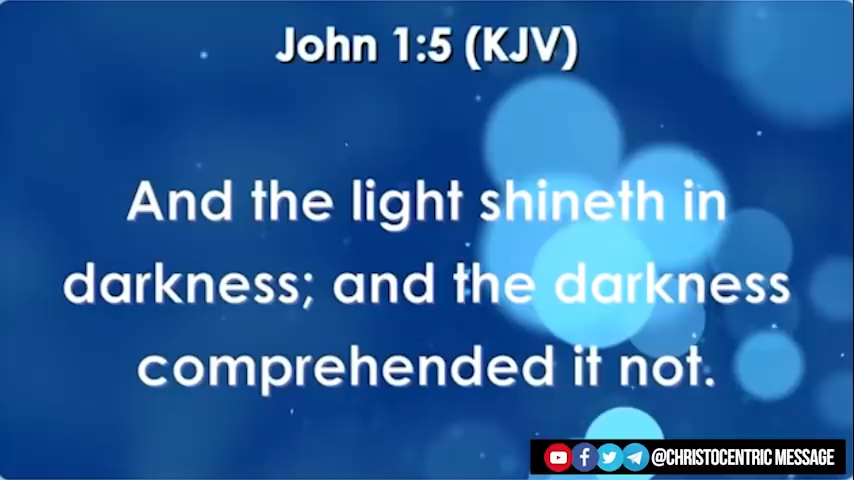 John 1:5 (KJV)
And the light shineth in
darkness; and the darkness
comprehended it not.
@CHRISTOCENTRIC MESSAGE